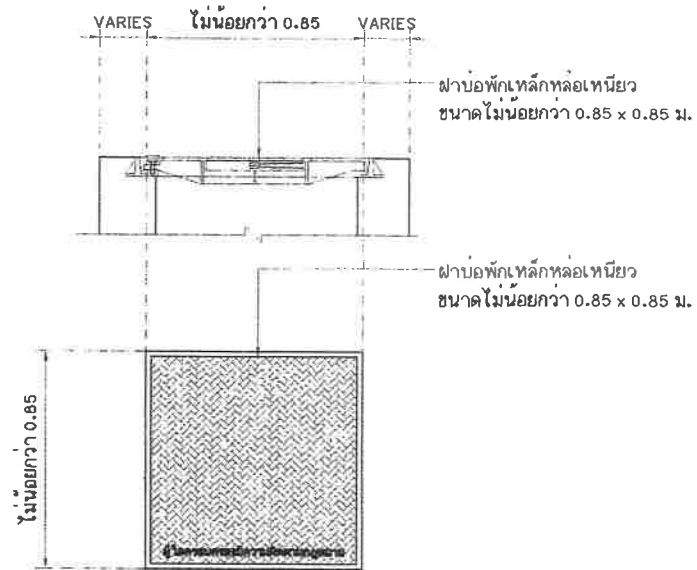 VARIES ไม่น้อยกว่า 0.85 VARIES
ฝาบ่อพักเหล็กหล่อเหนียว
ขนาดไม่น้อยกว่า 0.85 x 0.85 ม.
ฝาบ่อพักเหล็กหล่อเหนียว
ขนาดไม่น้อยกว่า 0.85 x 0.85 ม.
ไม่น้อยกว่า 0.85